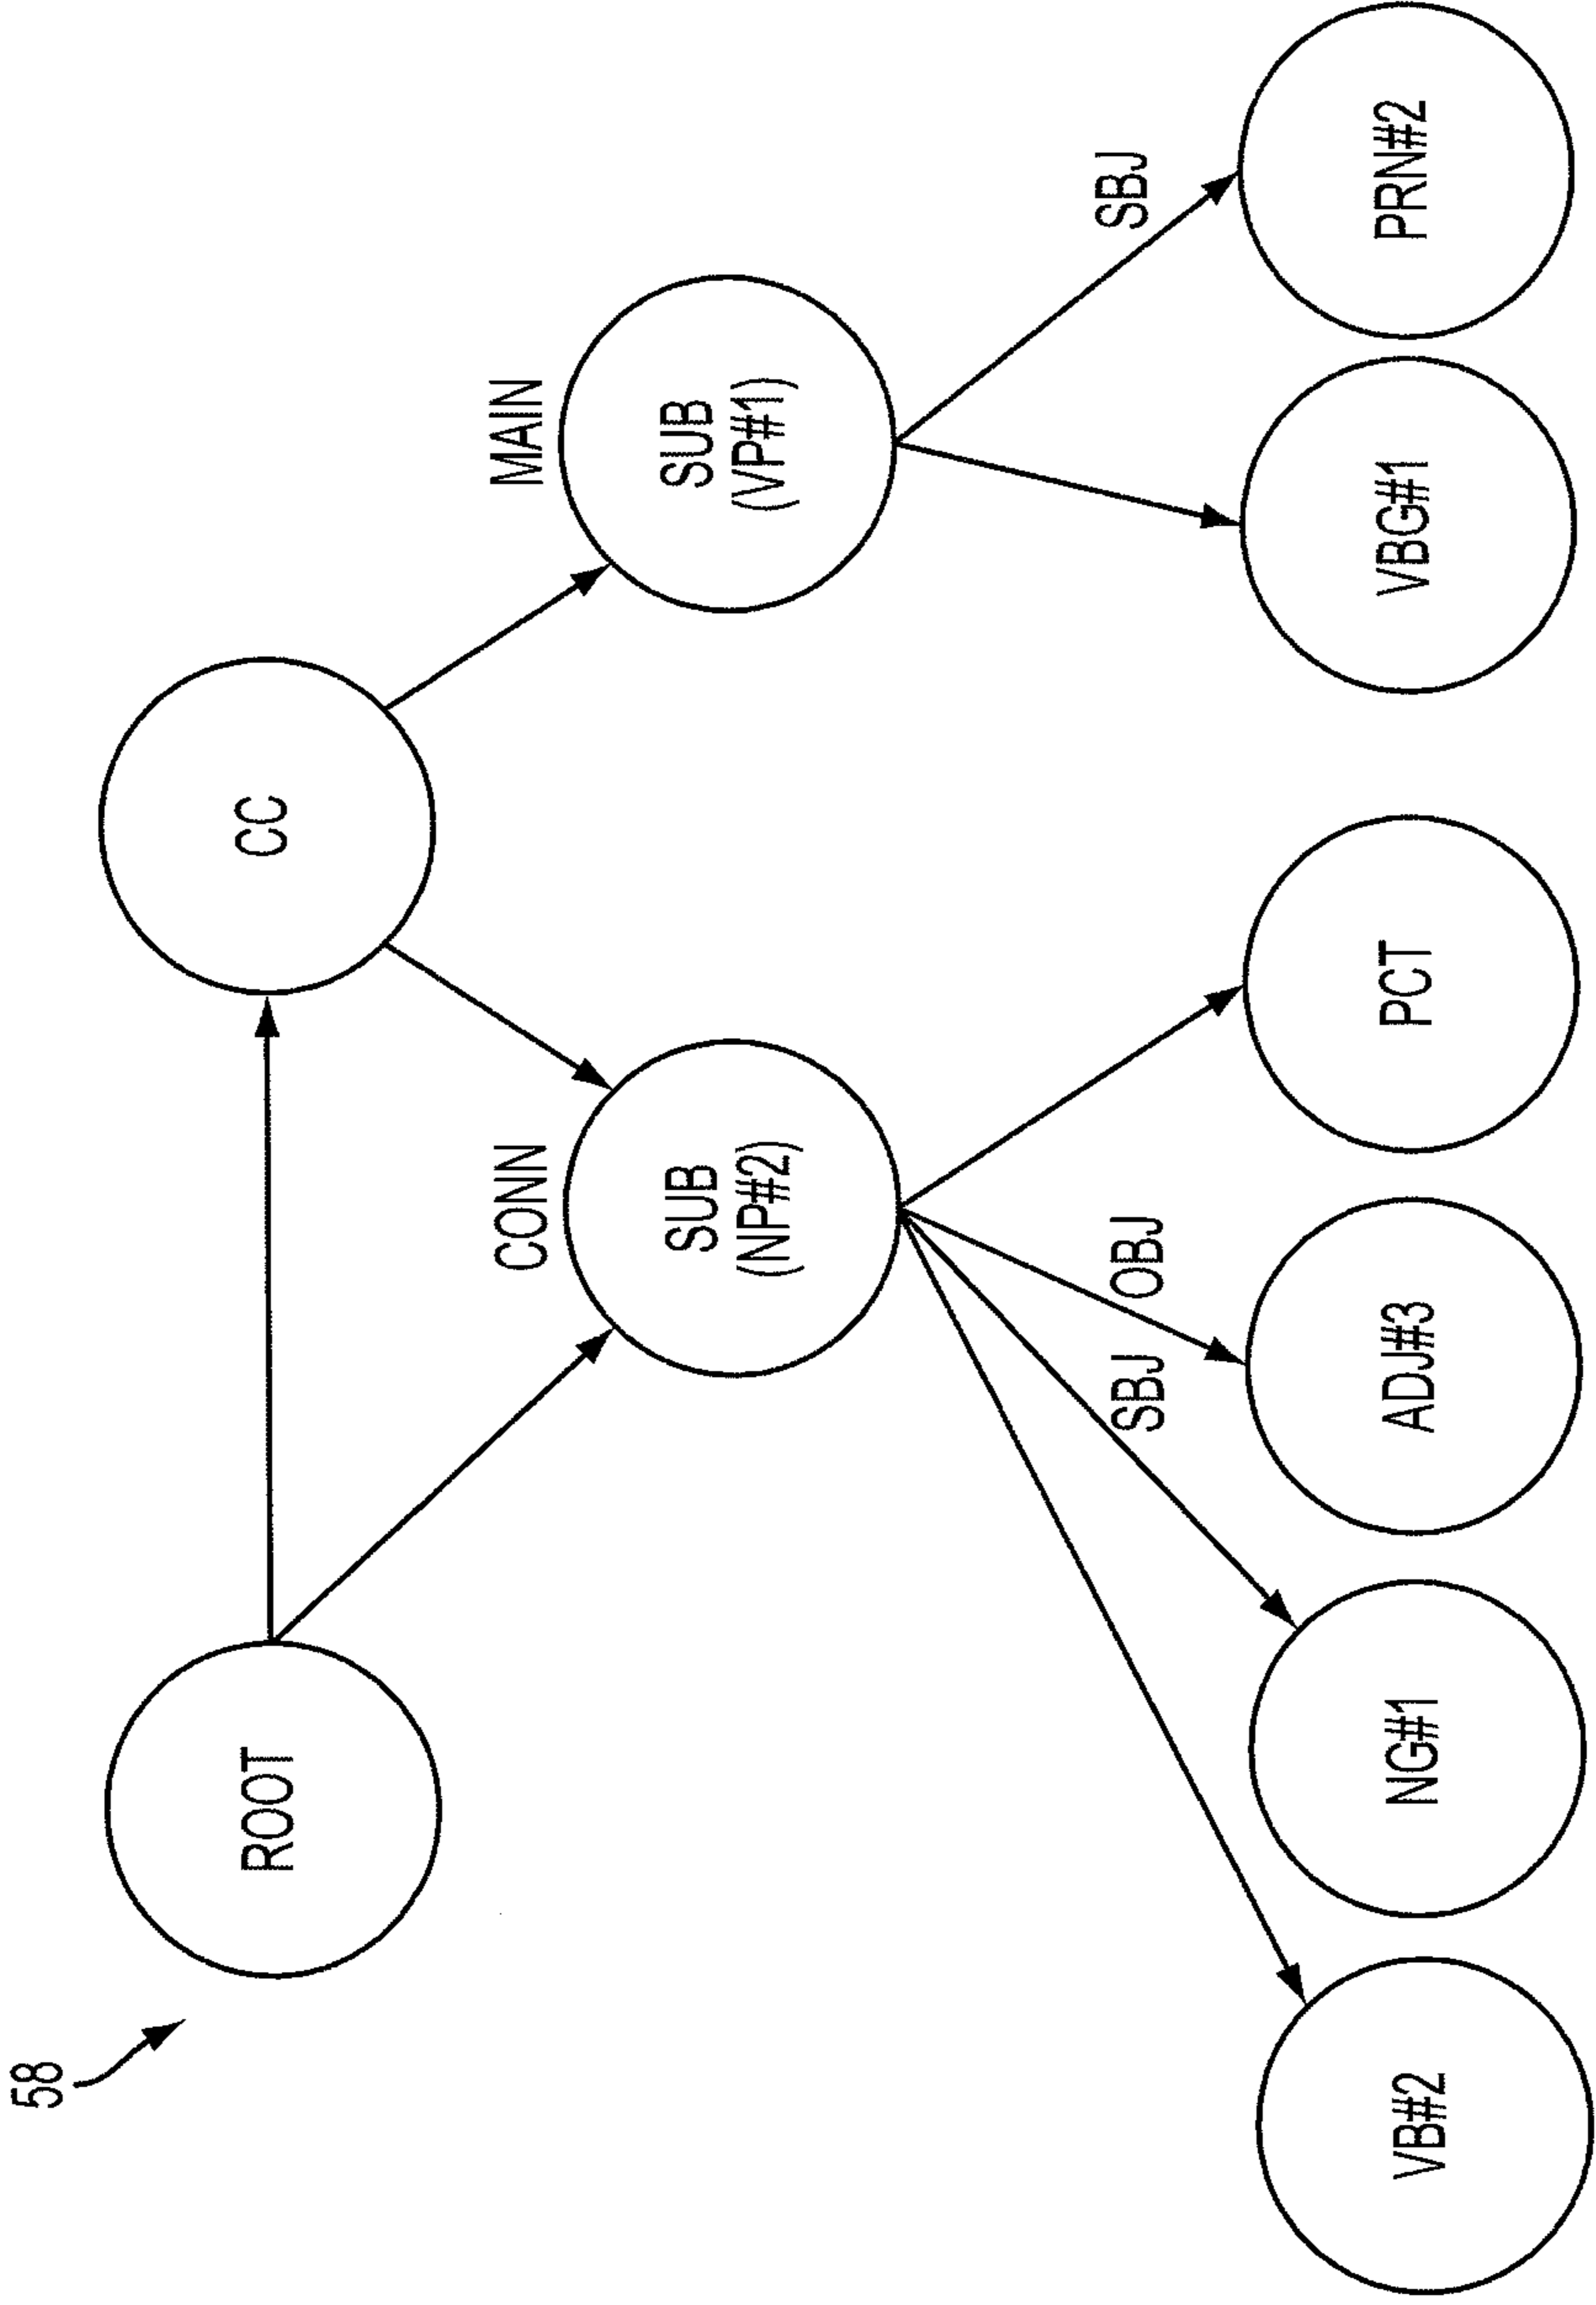 58
ROOT
CC
CONN
MAIN
SUB
(NP#2)
SUB
(VP#1)
SBJ
OBJ
SBJ
VB#2
NG#1
ADJ#3
PCT
VBG#1
PRN#2